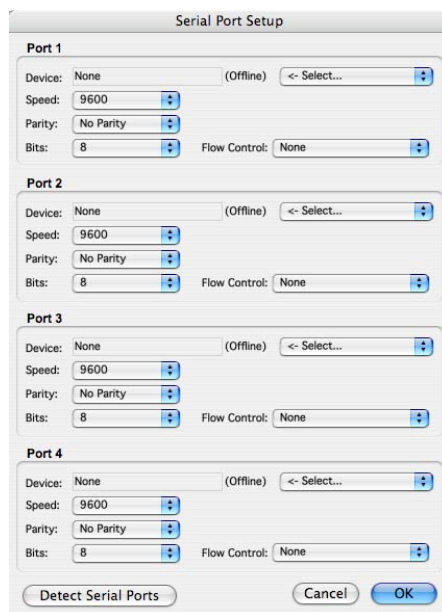 Serial Port Setup
Port 1
Device: None (Offline) <- Select...
Speed: 9600
Parity: No Parity
Bits: 8 Flow Control: None
Port 2
Device: None (Offline) <- Select...
Speed: 9600
Parity: No Parity
Bits: 8 Flow Control: None
Port 3
Device: None (Offline) <- Select...
Speed: 9600
Parity: No Parity
Bits: 8 Flow Control: None
Port 4
Device: None (Offline) <- Select...
Speed: 9600
Parity: No Parity
Bits: 8 Flow Control: None
Detect Serial Ports Cancel OK